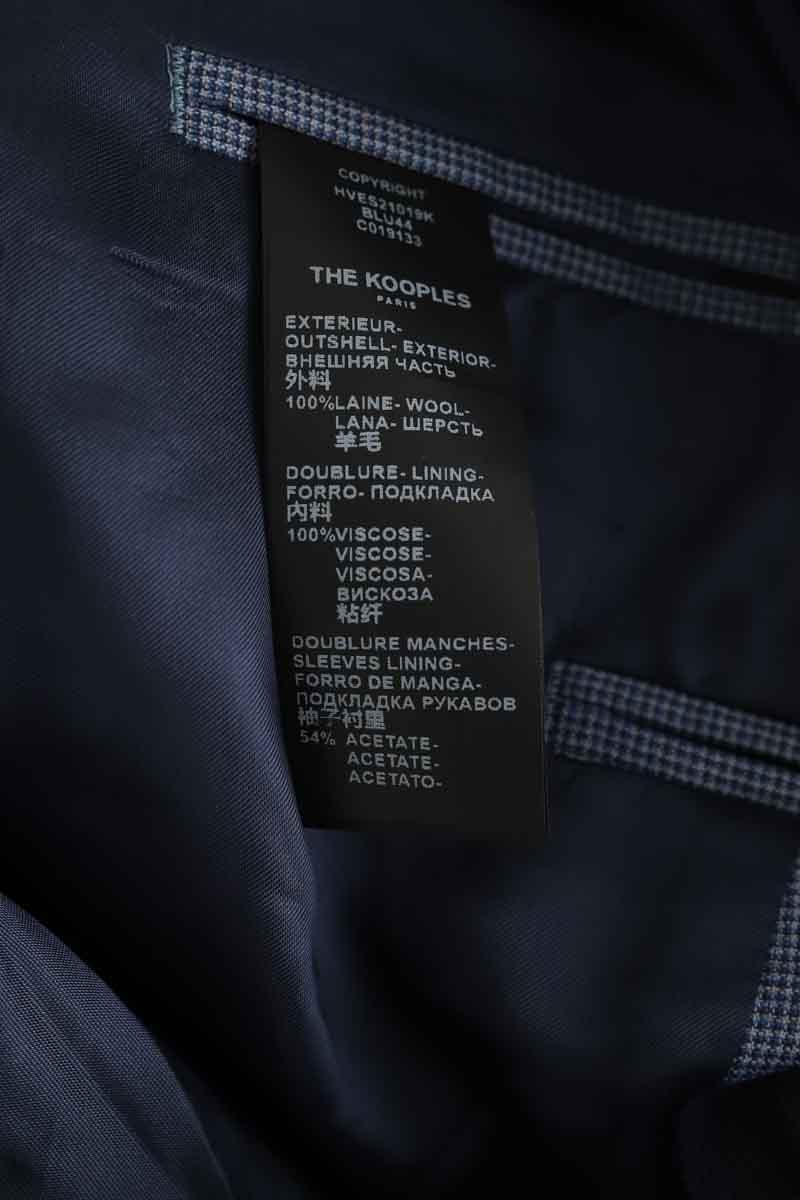 COPYRIGHT
HVES21019K
BLU44
C019133
THE KOOPLES
PARIS
EXTERIEUR-
OUTSHELL- EXTERIOR-
ВНЕШНЯЯ ЧАСТЬ
外料
100%LAINE- WOOL-
LANA- ШЕРСТЬ
羊毛
DOUBLURE- LINING-
FORRO- ПОДКЛАДКА
内料
100%VISCOSE-
VISCOSE-
VISCOSA-
ВИСКОЗА
粘纤
DOUBLURE MANCHES-
SLEEVES LINING-
FORRO DE MANGA-
ПОДКЛАДКА РУКАВОВ
袖子衬里
54% ACETATE-
ACETATE-
ACETATO-